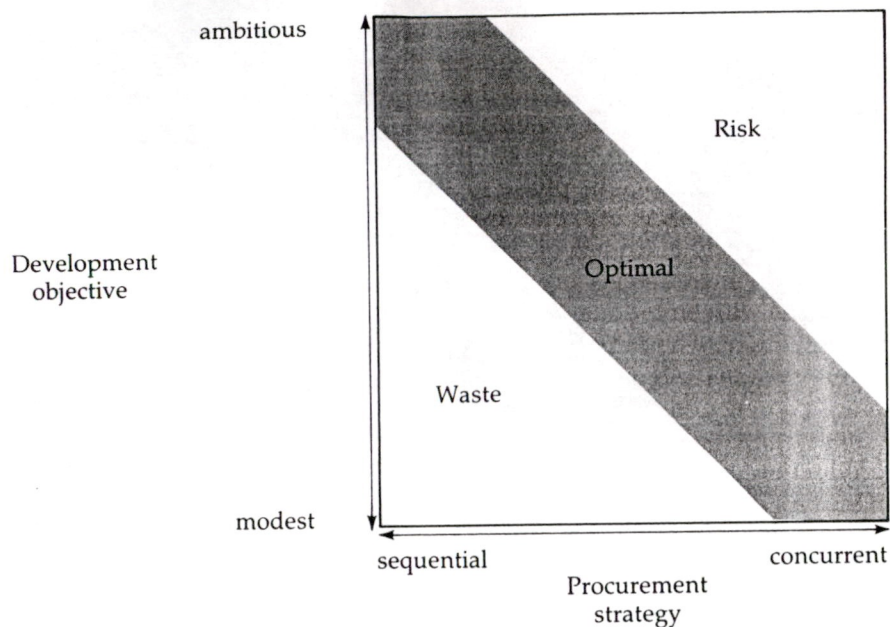 ambitious
Risk
Development
objective
Optimal
Waste
modest
sequential
concurrent
Procurement
strategy